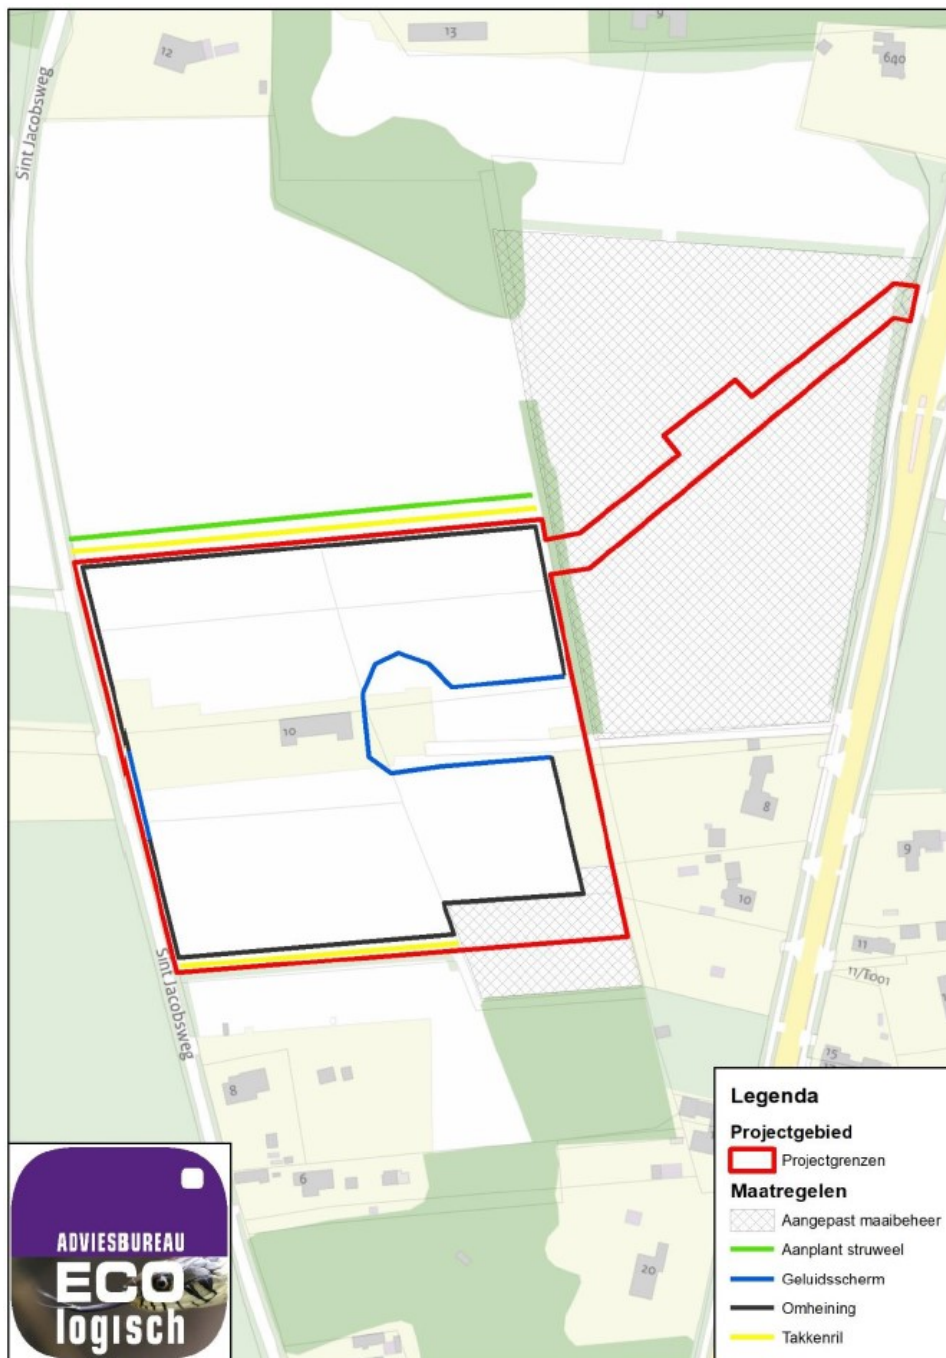 12
13
9
640
Sint Jacobsweg
10
8
10
9
11
11/T001
15
Sint Jacobsweg
8
6
20
Legenda
Projectgebied
Projectgrenzen
Maatregelen
Aangepast maaibeheer
Aanplant struweel
Geluidsscherm
Omheining
Takkenril
ADVIESBUREAU
ECO
logisch